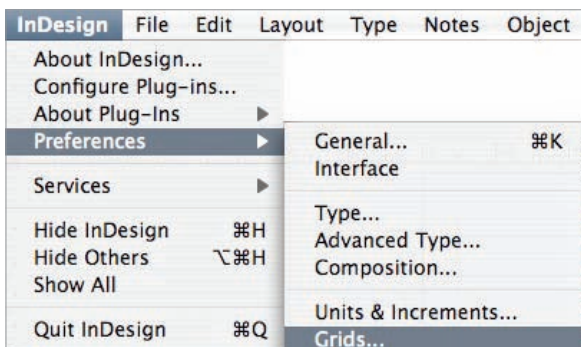 InDesign File Edit Layout Type Notes Object
About InDesign...
Configure Plug-ins...
About Plug-Ins
Preferences
Services
Hide InDesign ⌘H
Hide Others ⌥⌘H
Show All
Quit InDesign ⌘Q
General... ⌘K
Interface
Type...
Advanced Type...
Composition...
Units & Increments...
Grids...